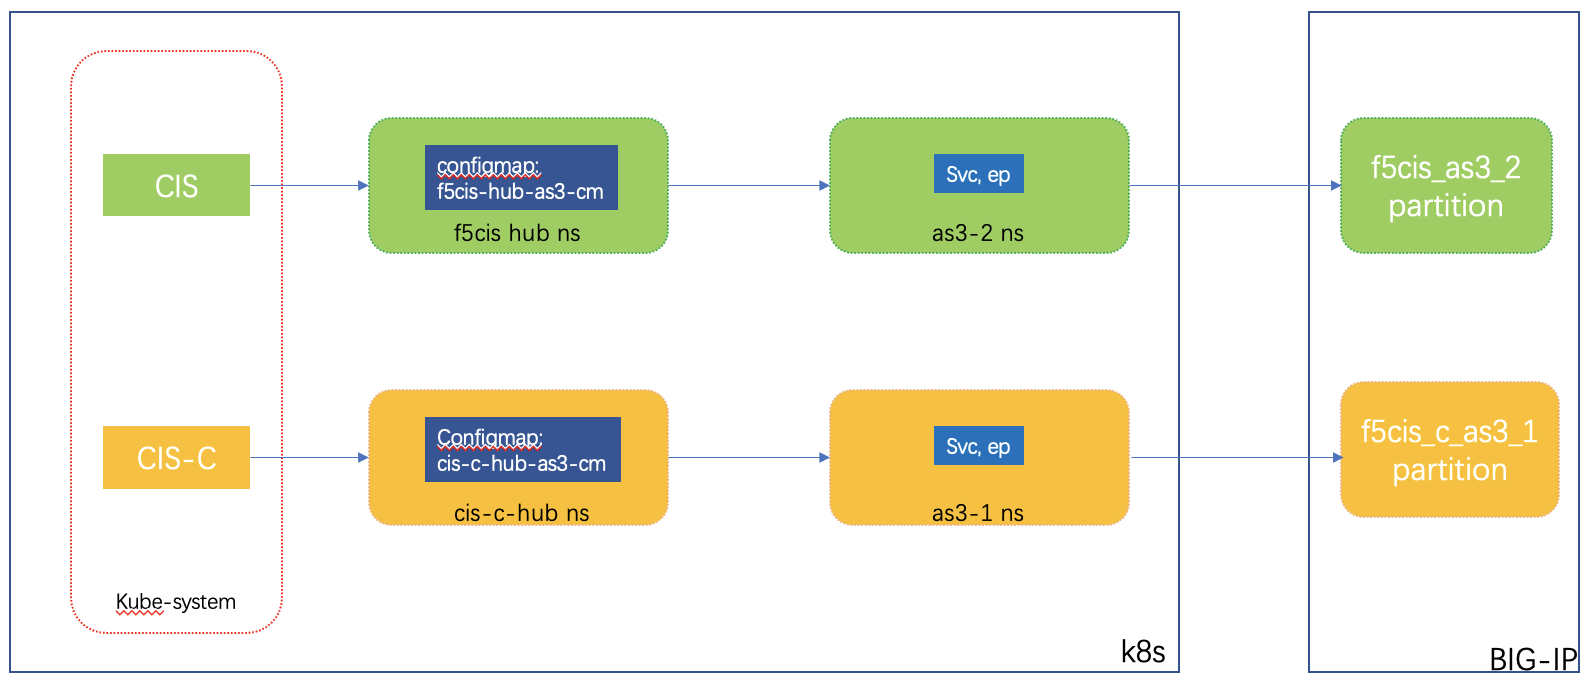 CIS
configmap:
f5cis-hub-as3-cm
f5cis hub ns
Svc, ep
as3-2 ns
f5cis_as3_2
partition
CIS-C
Configmap:
cis-c-hub-as3-cm
cis-c-hub ns
Svc, ep
as3-1 ns
f5cis_c_as3_1
partition
Kube-system
k8s
BIG-IP